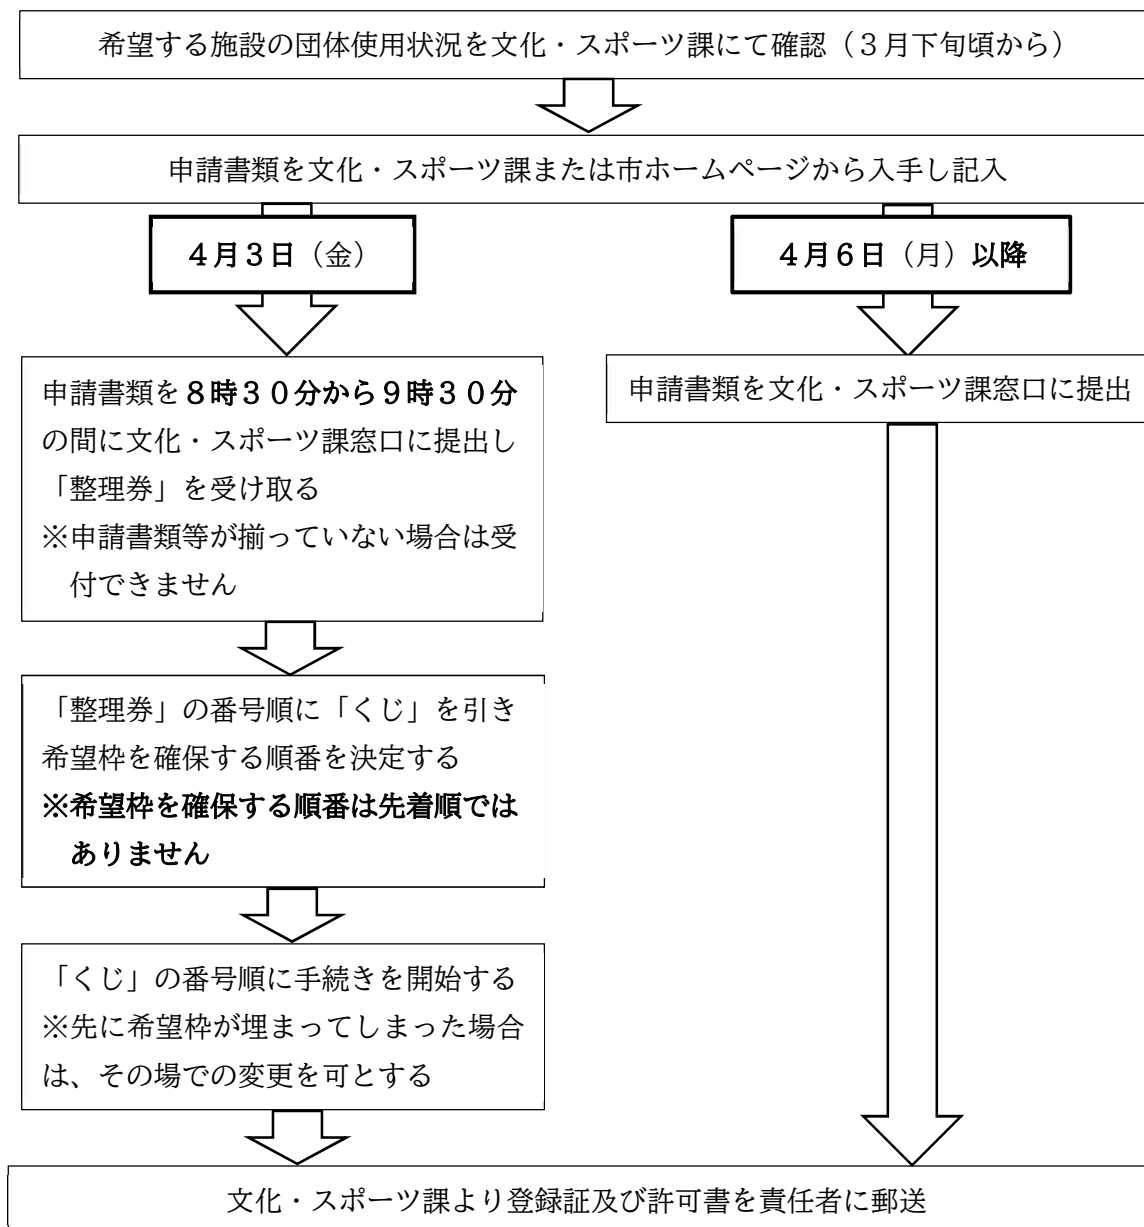 希望する施設の団体使用状況を文化・スポーツ課にて確認（３月下旬頃から）
申請書類を文化・スポーツ課または市ホームページから入手し記入
４月３日（金）
申請書類を８時３０分から９時３０分
の間に文化・スポーツ課窓口に提出し
「整理券」を受け取る
※申請書類等が揃っていない場合は受
付できません
「整理券」の番号順に「くじ」を引き
希望枠を確保する順番を決定する
※希望枠を確保する順番は先着順では
ありません
「くじ」の番号順に手続きを開始する
※先に希望枠が埋まってしまった場合
は、その場での変更を可とする
４月６日（月）以降
申請書類を文化・スポーツ課窓口に提出
文化・スポーツ課より登録証及び許可書を責任者に郵送